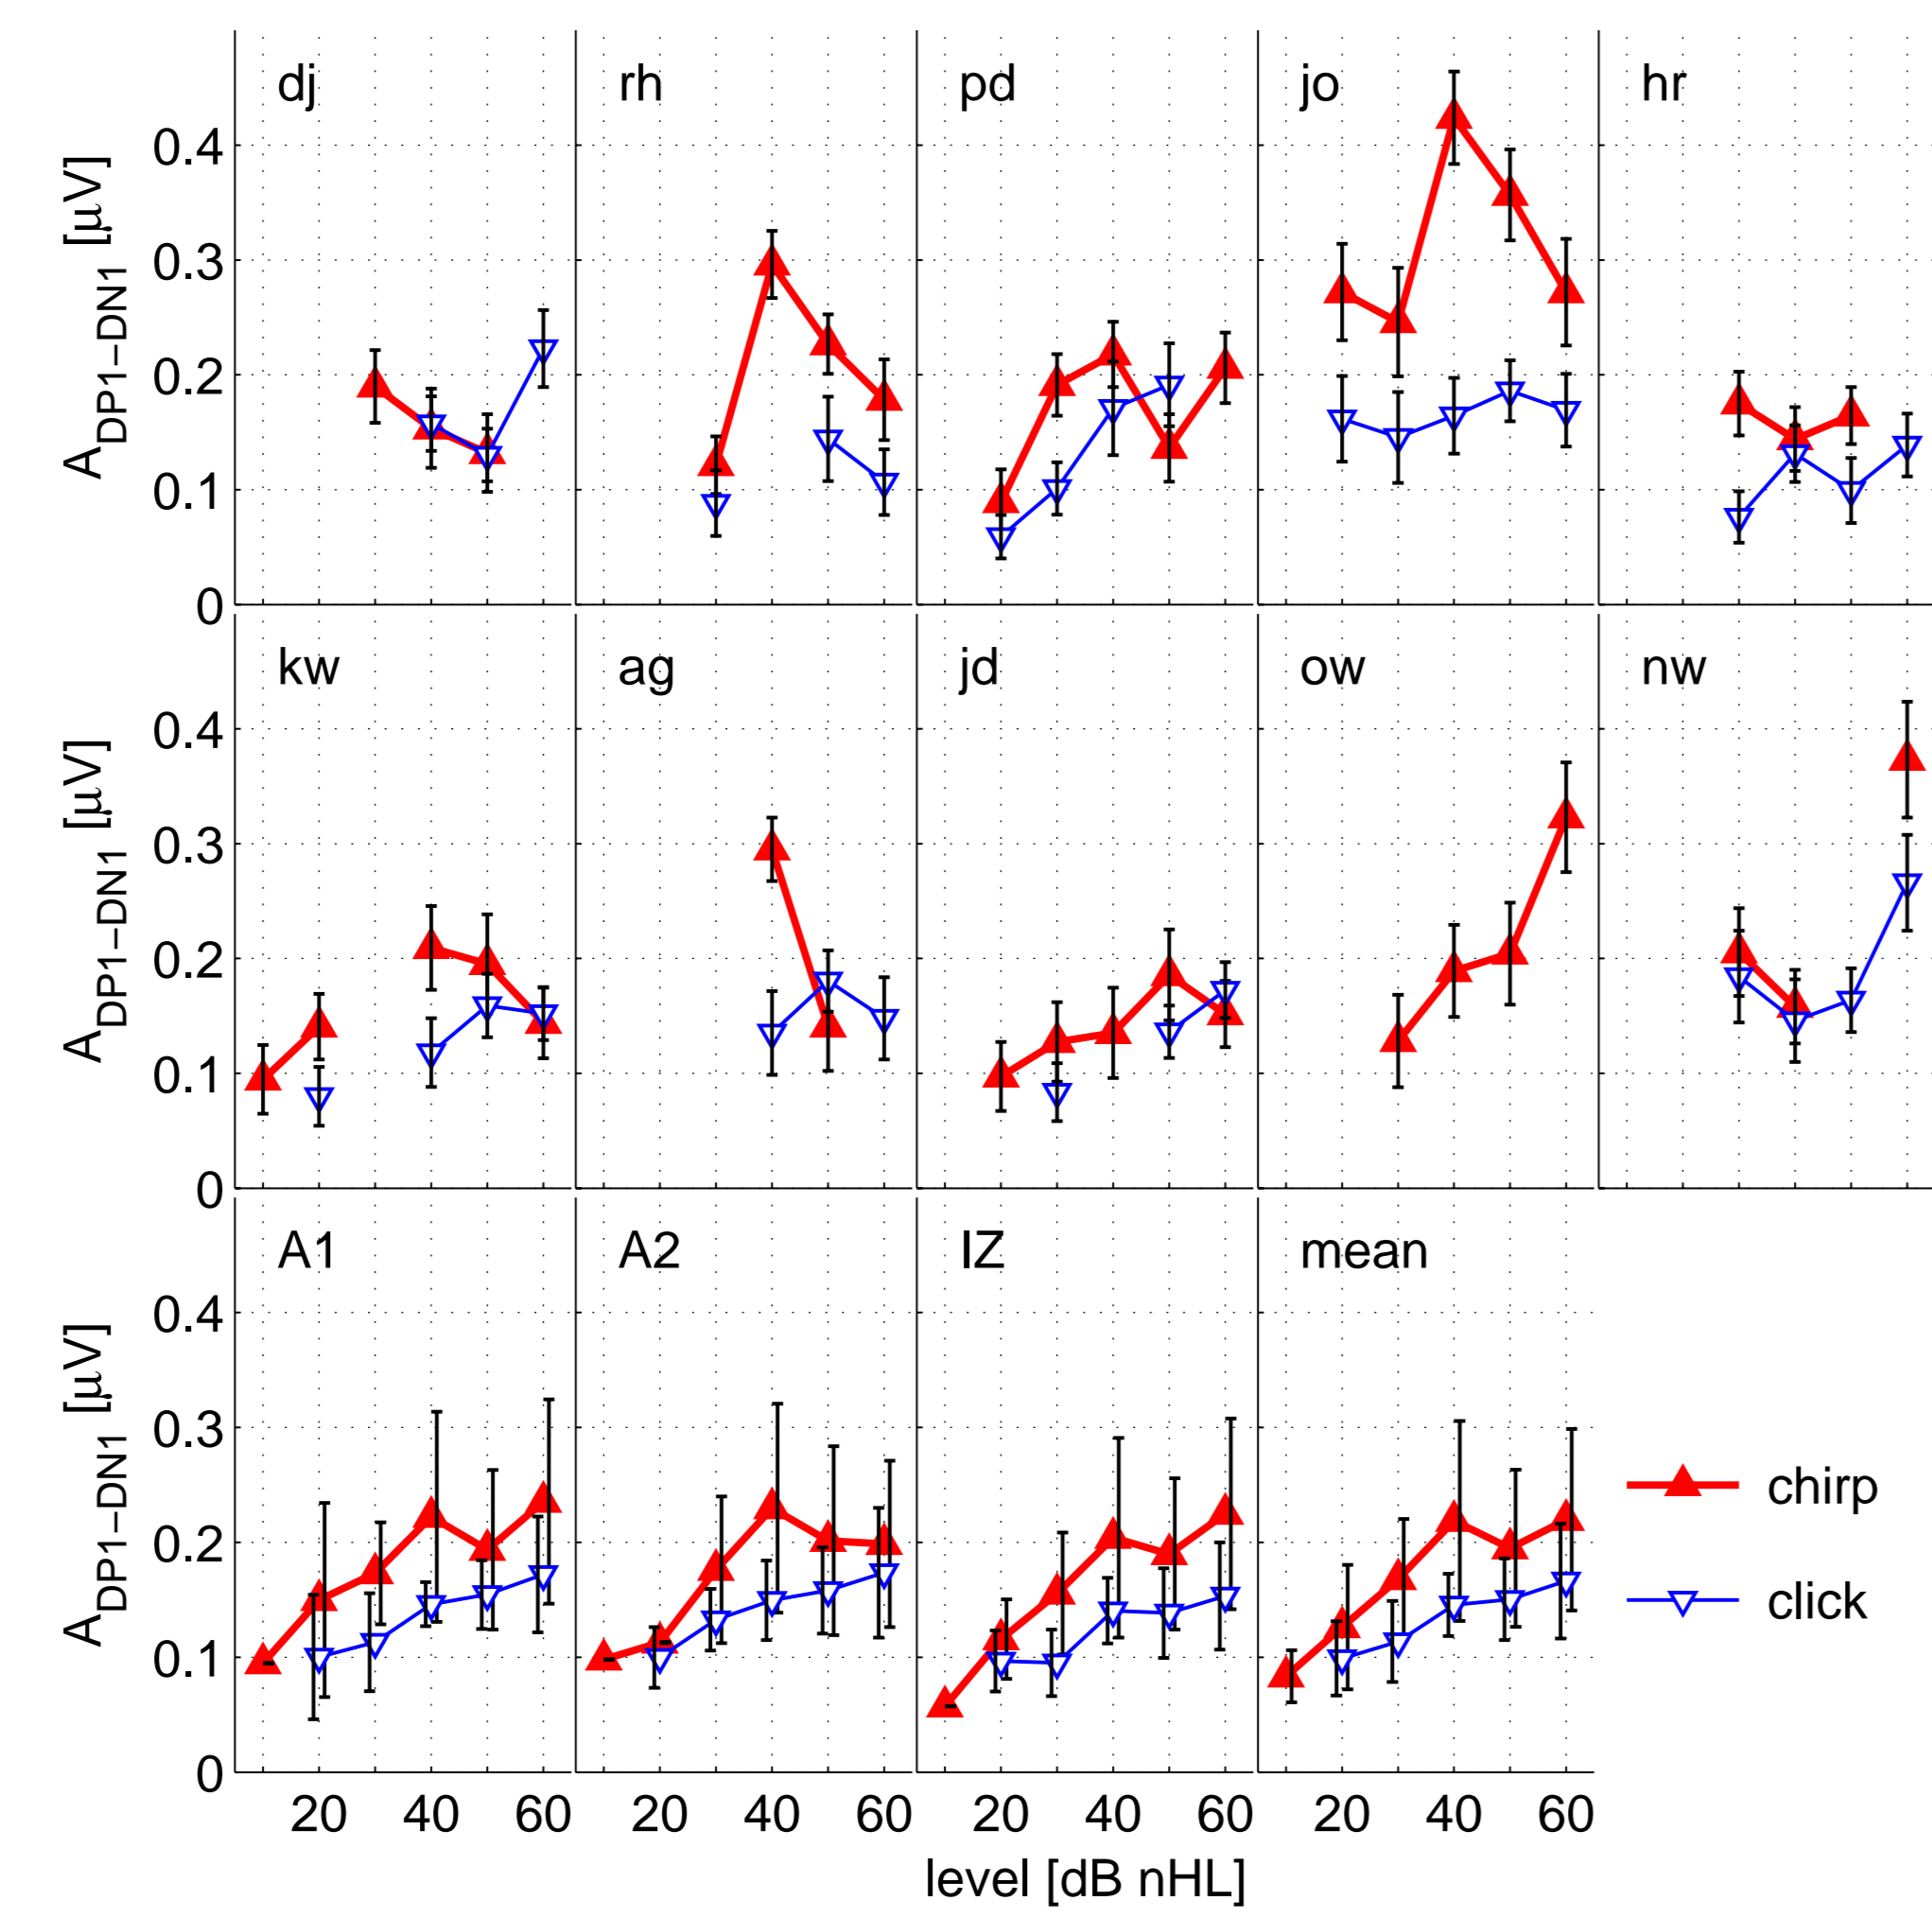 dj rh pd jo hr
A_DP1−DN1 [µV]
0.4
0.3
0.2
0.1
0
kw ag jd ow nw
A_DP1−DN1 [µV]
0.4
0.3
0.2
0.1
0
A1 A2 IZ mean
A_DP1−DN1 [µV]
0.4
0.3
0.2
0.1
0
chirp
click
20 40 60 20 40 60 20 40 60 20 40 60
level [dB nHL]